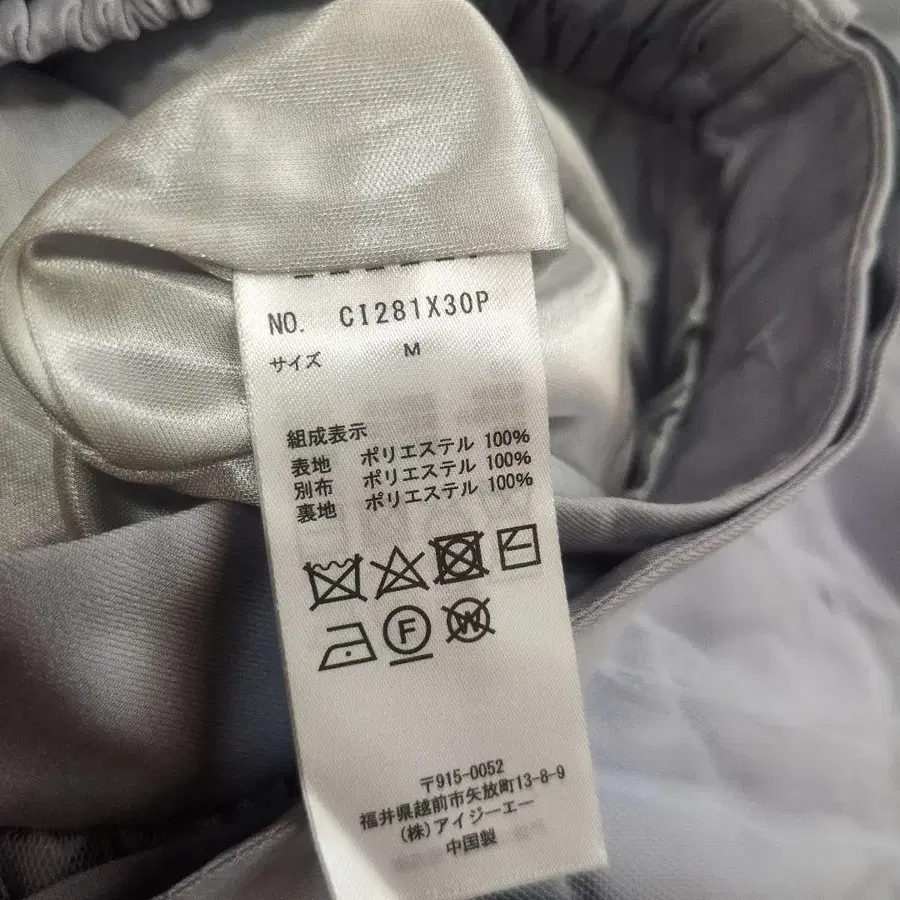 NO. CI281X30P
サイズ M
組成表示
表地 ポリエステル 100%
別布 ポリエステル 100%
裏地 ポリエステル 100%
F
W
〒915-0052
福井県越前市矢放町13-8-9
(株)アイジーエー
中国製